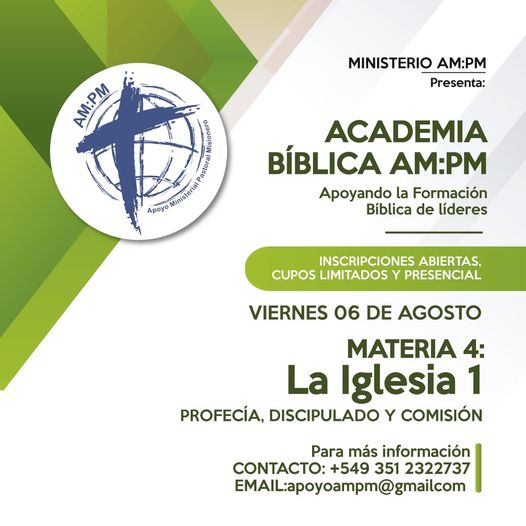 AM:PM
Apoyo Ministerial Pastoral Misionero
MINISTERIO AM:PM
Presenta:
ACADEMIA
BÍBLICA AM:PM
Apoyando la Formación
Bíblica de líderes
INSCRIPCIONES ABIERTAS,
CUPOS LIMITADOS Y PRESENCIAL
VIERNES 06 DE AGOSTO
MATERIA 4:
La Iglesia 1
PROFECÍA, DISCIPULADO Y COMISIÓN
Para más información
CONTACTO: +549 351 2322737
EMAIL:apoyoampm@gmailcom